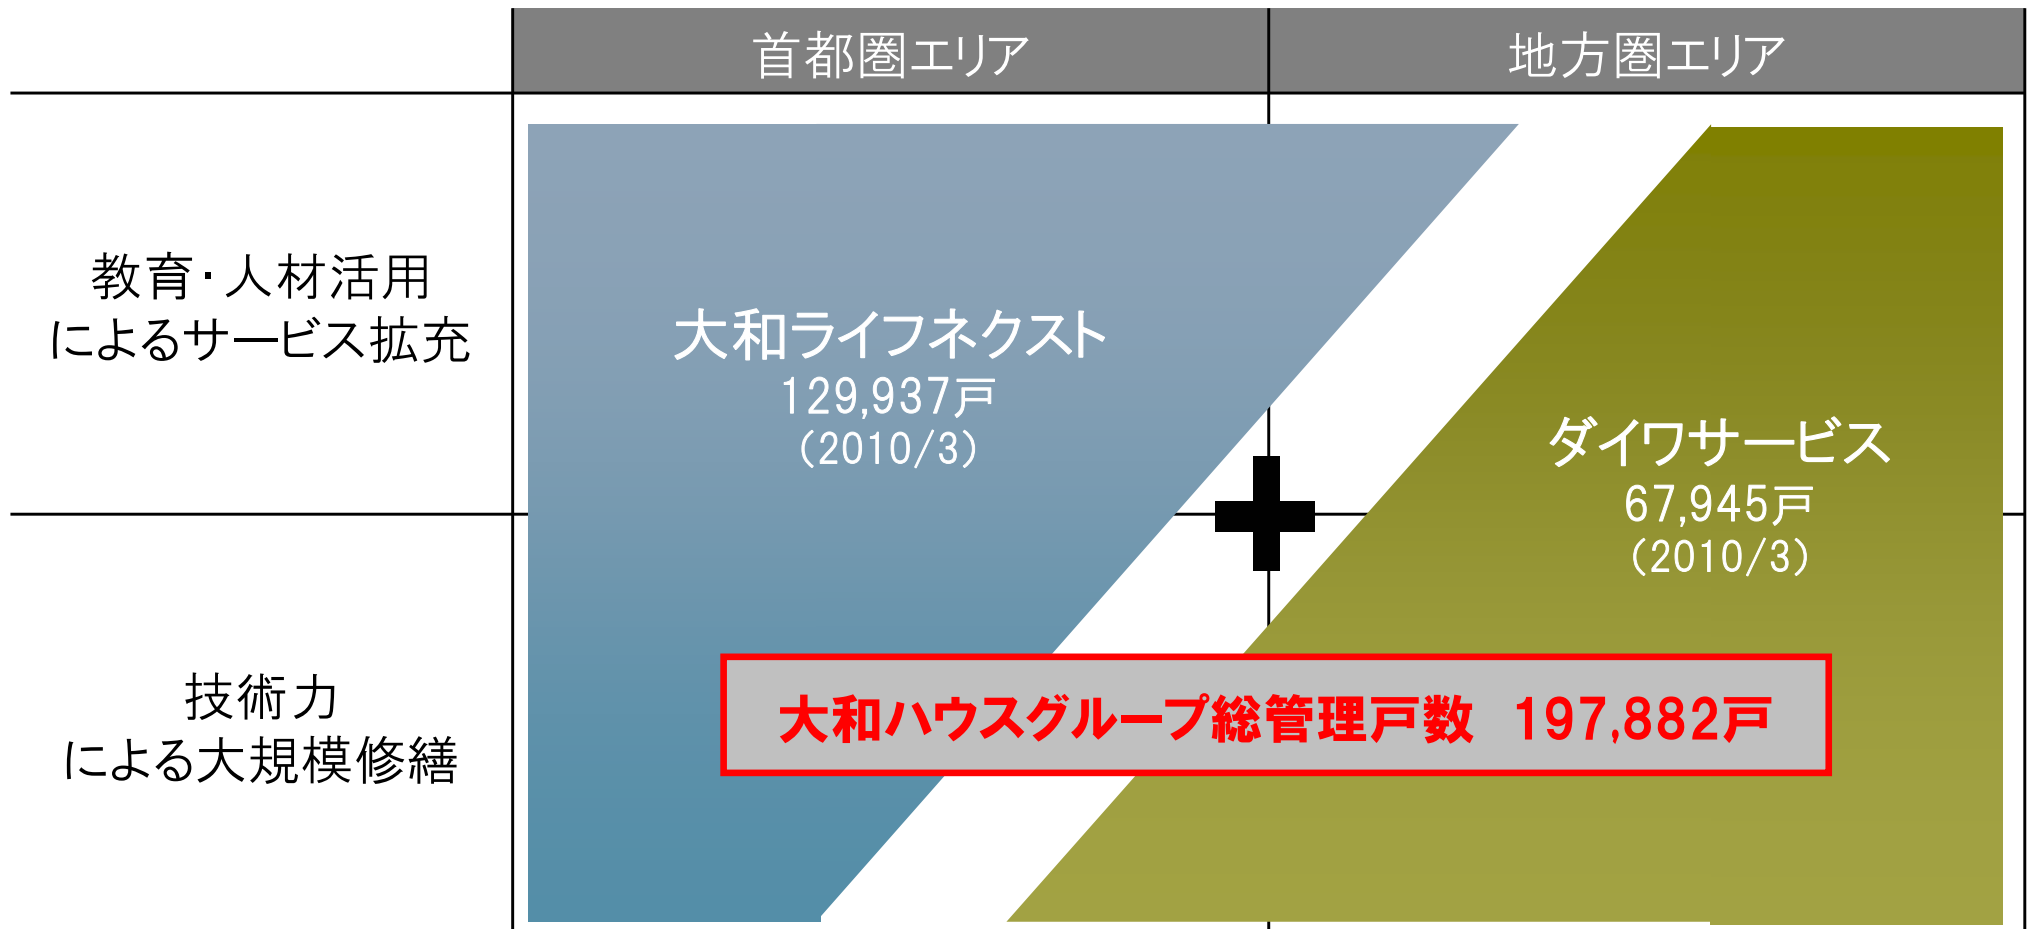 首都圏エリア
地方圏エリア
教育・人材活用
によるサービス拡充
大和ライフネクスト
129,937戸
(2010/3)
ダイワサービス
67,945戸
(2010/3)
技術力
による大規模修繕
大和ハウスグループ総管理戸数　197,882戸